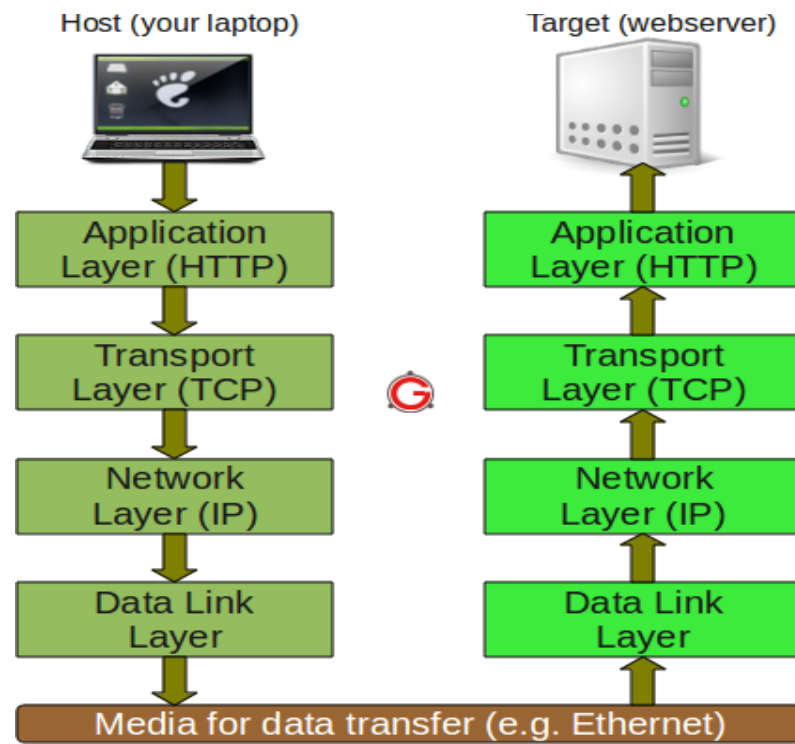 Host (your laptop)
Target (webserver)
Application
Layer (HTTP)
Transport
Layer (TCP)
Network
Layer (IP)
Data Link
Layer
G
Application
Layer (HTTP)
Transport
Layer (TCP)
Network
Layer (IP)
Data Link
Layer
Media for data transfer (e.g. Ethernet)